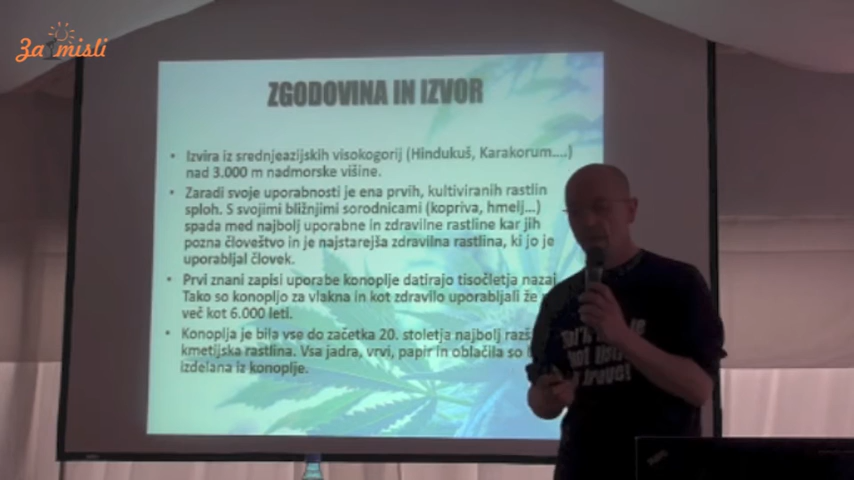 Za misli
ZGODOVINA IN IZVOR
• Izvira iz srednjeazijskih visokogorij (Hindukuš, Karakorum....)
nad 3.000 m nadmorske višine.
• Zaradi svoje uporabnosti je ena prvih, kultiviranih rastlin
sploh. S svojimi bližnjimi sorodnicami (kopriva, hmelj...)
spada med najbolj uporabne in zdravilne rastline kar jih
pozna človeštvo in je najstarejša zdravilna rastlina, ki jo je
uporabljal človek.
• Prvi znani zapisi uporabe konoplje datirajo tisočletja nazaj
Tako so konopljo za vlakna in kot zdravilo uporabljali že
več kot 6.000 leti.
• Konoplja je bila vse do začetka 20. stoletja najbolj
kmetijska rastlina. Vsa jadra, vrvi, papir in oblačila so
izdelana iz konoplje.